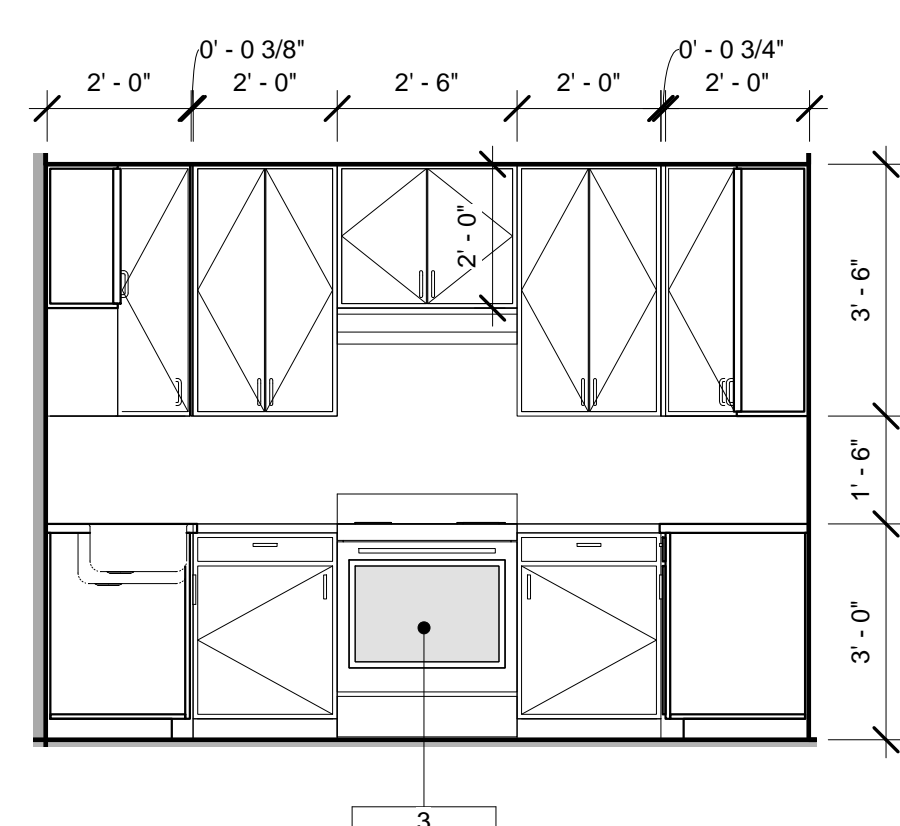 0' - 0 3/8"
0' - 0 3/4"
2' - 0"
2' - 0"
2' - 6"
2' - 0"
2' - 0"
2' - 0"
3' - 6"
1' - 6"
3' - 0"
3